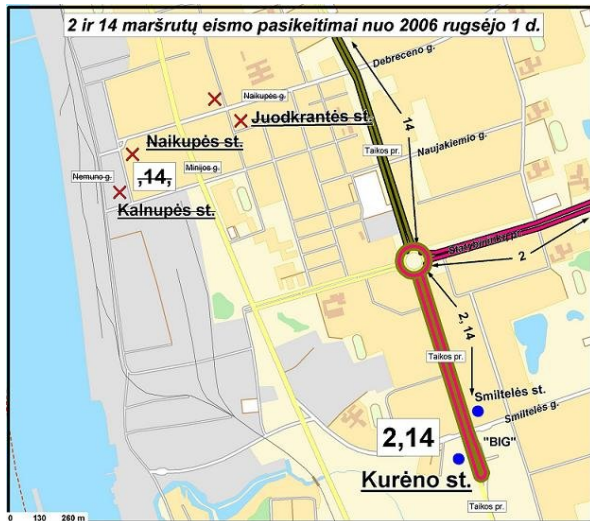 2 ir 14 maršrutų eismo pasikeitimai nuo 2006 rugsėjo 1 d.
Debreceno g.
Naikupės g.
14
Juodkrantės st.
Naujakiemio g.
Naikupės st.
Taikos pr.
,14,
Minijos g.
Nemuno g.
Kalnupės st.
Statybininkų pr.
2
2, 14
Taikos pr.
Smiltelės st.
Smiltelės g.
2,14
"BIG"
Kurėno st.
Taikos pr.
0 130 260 m